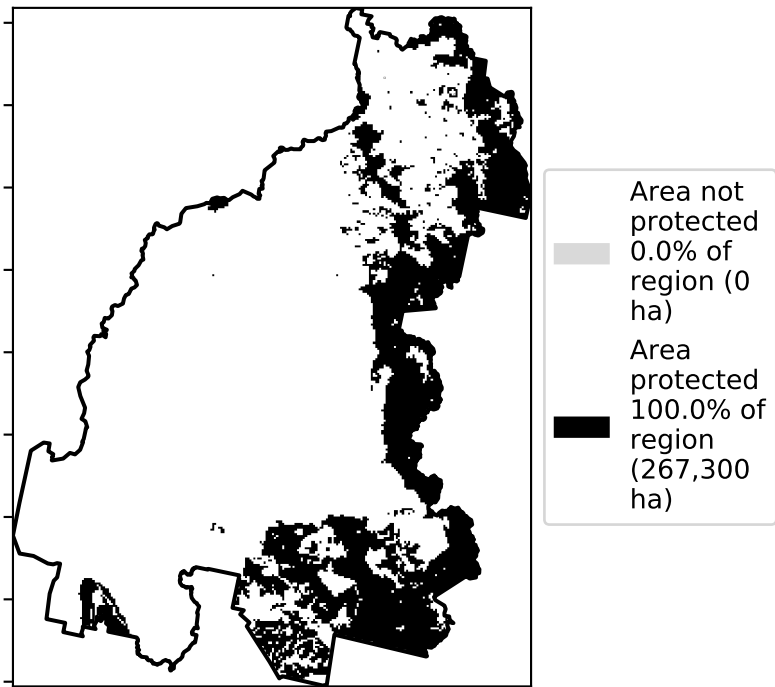 Area not
protected
0.0% of
region (0
ha)
Area
protected
100.0% of
region
(267,300
ha)